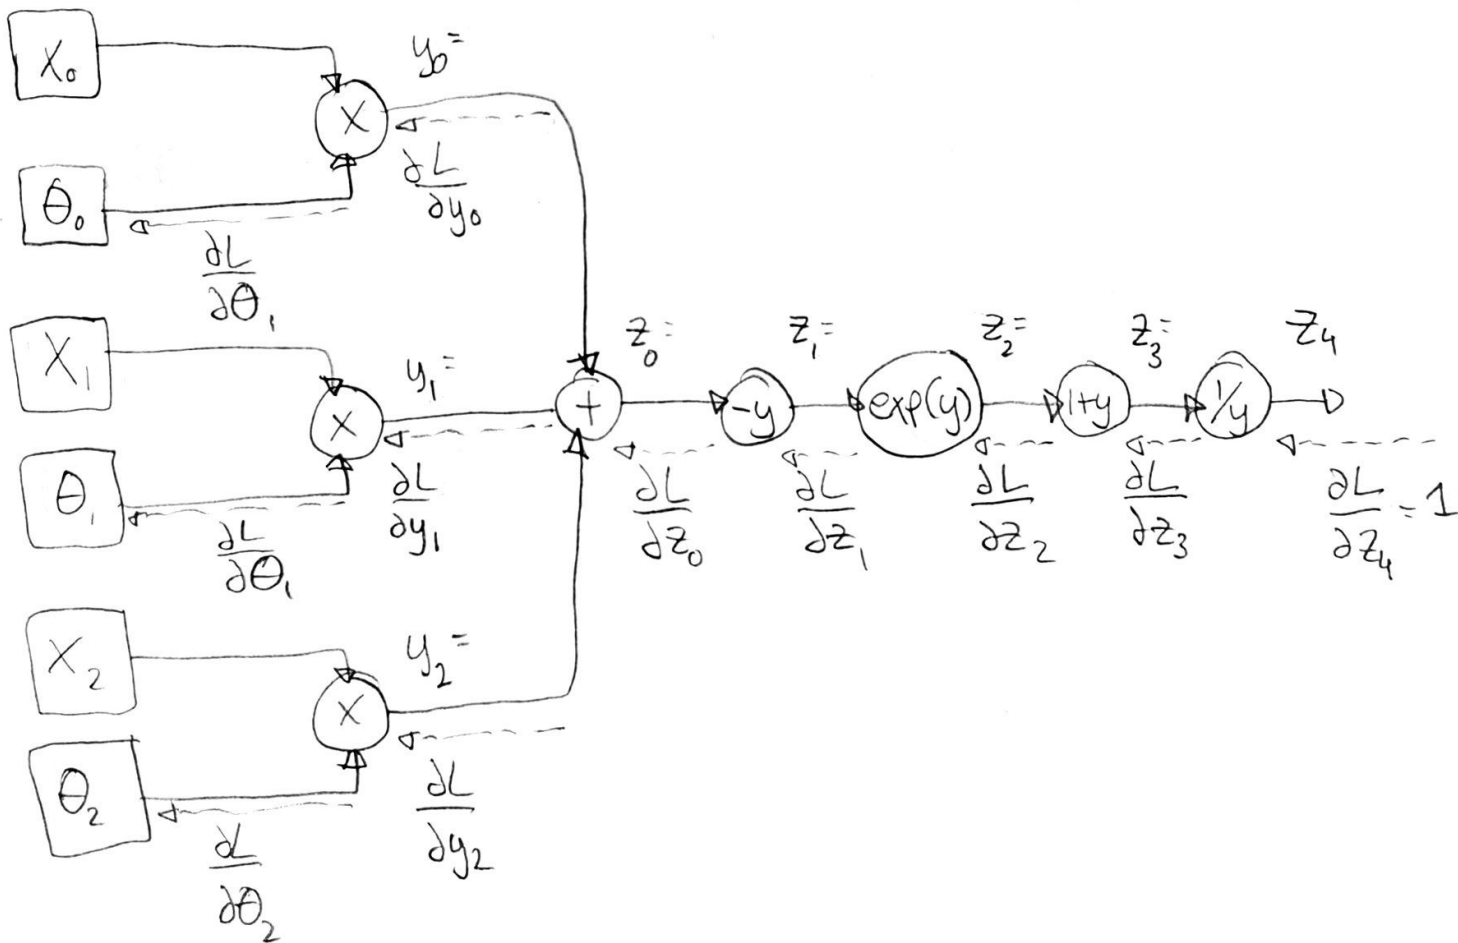 X₀
×
y₀=
∂L/∂y₀
θ₀
∂L/∂θ₁
X₁
×
y₁=
∂L/∂y₁
θ₁
∂L/∂θ₁
X₂
×
y₂=
∂L/∂y₂
θ₂
∂L/∂θ₂
+
z₀=
∂L/∂z₀
-y
z₁=
∂L/∂z₁
exp(y)
z₂=
∂L/∂z₂
1+y
z₃=
∂L/∂z₃
1/y
z₄
∂L/∂z₄=1